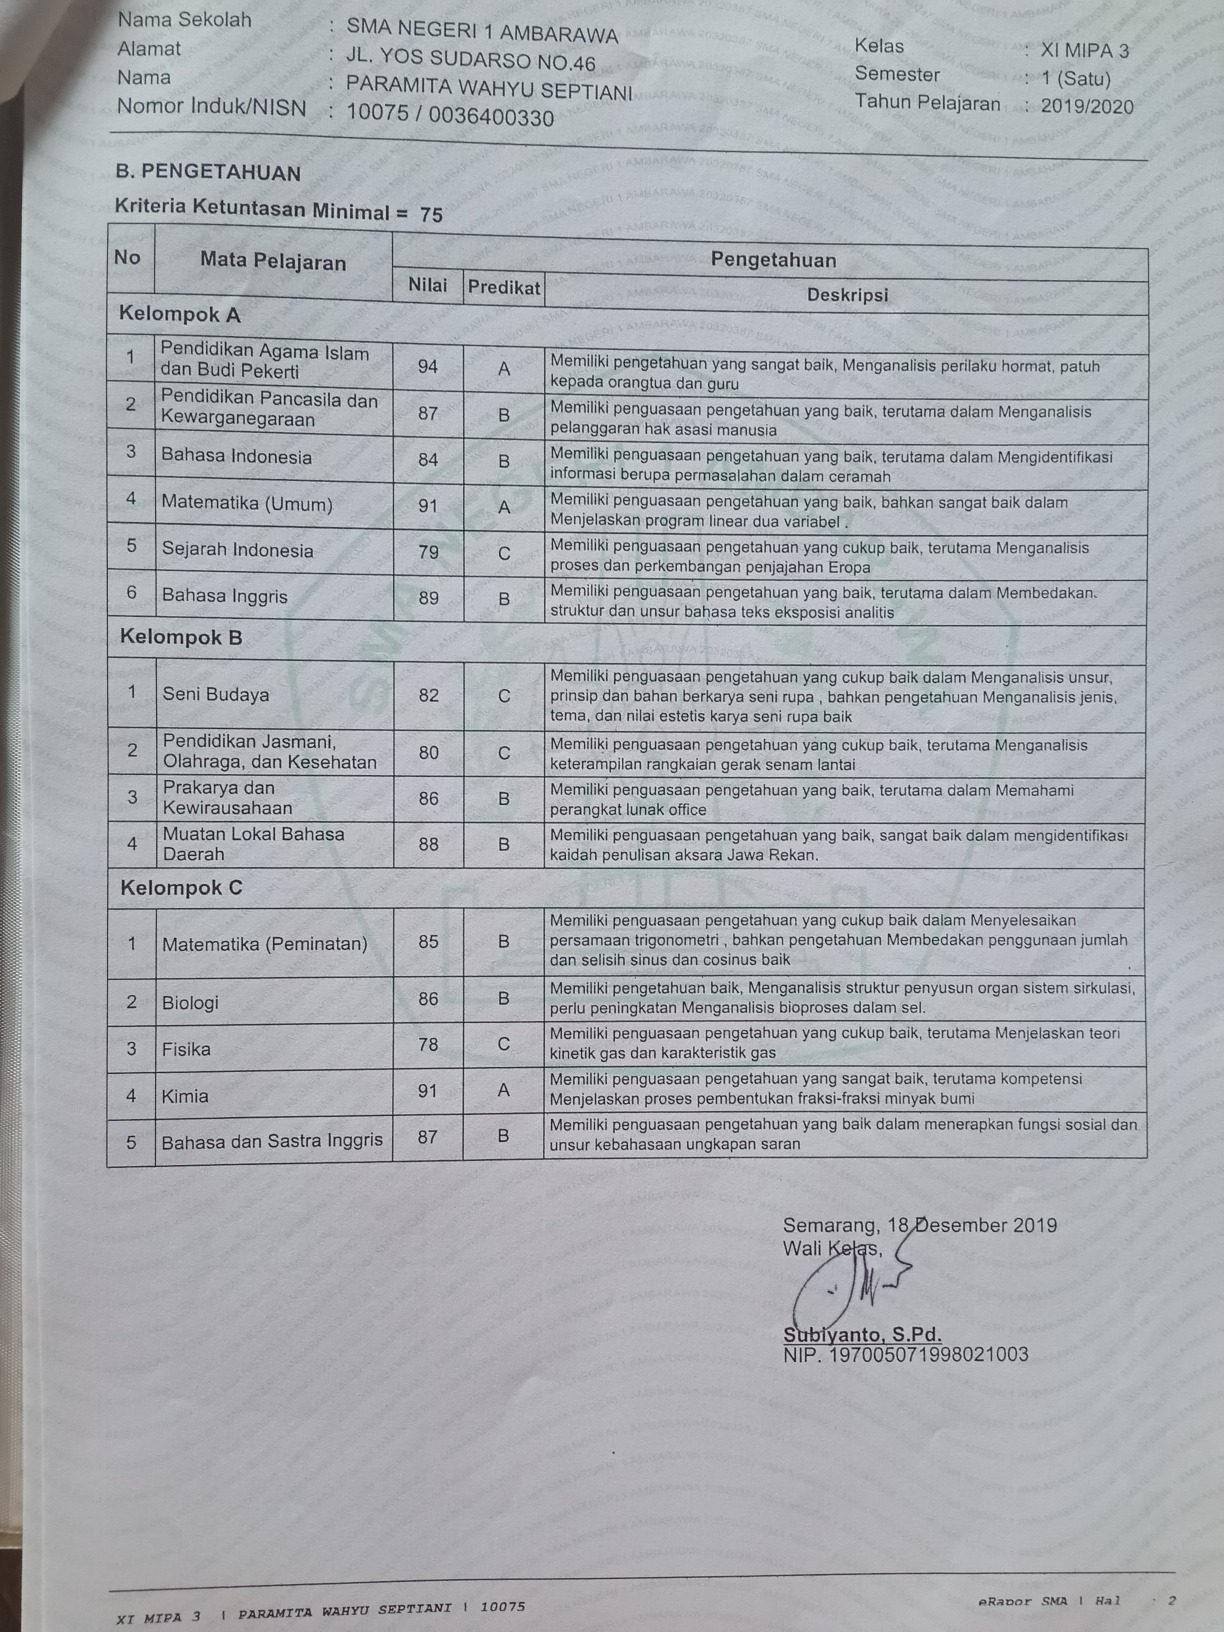 Nama Sekolah : SMA NEGERI 1 AMBARAWA
Alamat : JL. YOS SUDARSO NO.46
Nama : PARAMITA WAHYU SEPTIANI
Nomor Induk/NISN : 10075 / 0036400330
Kelas : XI MIPA 3
Semester : 1 (Satu)
Tahun Pelajaran : 2019/2020
B. PENGETAHUAN
Kriteria Ketuntasan Minimal = 75
No Mata Pelajaran Pengetahuan
Nilai Predikat Deskripsi
Kelompok A
1 Pendidikan Agama Islam dan Budi Pekerti 94 A Memiliki pengetahuan yang sangat baik, Menganalisis perilaku hormat, patuh
kepada orangtua dan guru
2 Pendidikan Pancasila dan Kewarganegaraan 87 B Memiliki penguasaan pengetahuan yang baik, terutama dalam Menganalisis
pelanggaran hak asasi manusia
3 Bahasa Indonesia 84 B Memiliki penguasaan pengetahuan yang baik, terutama dalam Mengidentifikasi
informasi berupa permasalahan dalam ceramah
4 Matematika (Umum) 91 A Memiliki penguasaan pengetahuan yang baik, bahkan sangat baik dalam
Menjelaskan program linear dua variabel .
5 Sejarah Indonesia 79 C Memiliki penguasaan pengetahuan yang cukup baik, terutama Menganalisis
proses dan perkembangan penjajahan Eropa
6 Bahasa Inggris 89 B Memiliki penguasaan pengetahuan yang baik, terutama dalam Membedakan
struktur dan unsur bahasa teks eksposisi analitis
Kelompok B
1 Seni Budaya 82 C Memiliki penguasaan pengetahuan yang cukup baik dalam Menganalisis unsur,
prinsip dan bahan berkarya seni rupa , bahkan pengetahuan Menganalisis jenis,
tema, dan nilai estetis karya seni rupa baik
2 Pendidikan Jasmani, Olahraga, dan Kesehatan 80 C Memiliki penguasaan pengetahuan yang cukup baik, terutama Menganalisis
keterampilan rangkaian gerak senam lantai
3 Prakarya dan Kewirausahaan 86 B Memiliki penguasaan pengetahuan yang baik, terutama dalam Memahami
perangkat lunak office
4 Muatan Lokal Bahasa Daerah 88 B Memiliki penguasaan pengetahuan yang baik, sangat baik dalam mengidentifikasi
kaidah penulisan aksara Jawa Rekan.
Kelompok C
1 Matematika (Peminatan) 85 B Memiliki penguasaan pengetahuan yang cukup baik dalam Menyelesaikan
persamaan trigonometri , bahkan pengetahuan Membedakan penggunaan jumlah
dan selisih sinus dan cosinus baik
2 Biologi 86 B Memiliki pengetahuan baik, Menganalisis struktur penyusun organ sistem sirkulasi,
perlu peningkatan Menganalisis bioproses dalam sel.
3 Fisika 78 C Memiliki penguasaan pengetahuan yang cukup baik, terutama Menjelaskan teori
kinetik gas dan karakteristik gas
4 Kimia 91 A Memiliki penguasaan pengetahuan yang sangat baik, terutama kompetensi
Menjelaskan proses pembentukan fraksi-fraksi minyak bumi
5 Bahasa dan Sastra Inggris 87 B Memiliki penguasaan pengetahuan yang baik dalam menerapkan fungsi sosial dan
unsur kebahasaan ungkapan saran
Semarang, 18 Desember 2019
Wali Kelas,
Subiyanto, S.Pd.
NIP. 197005071998021003
XI MIPA 3 | PARAMITA WAHYU SEPTIANI | 10075
eRapor SMA | Hal : 2